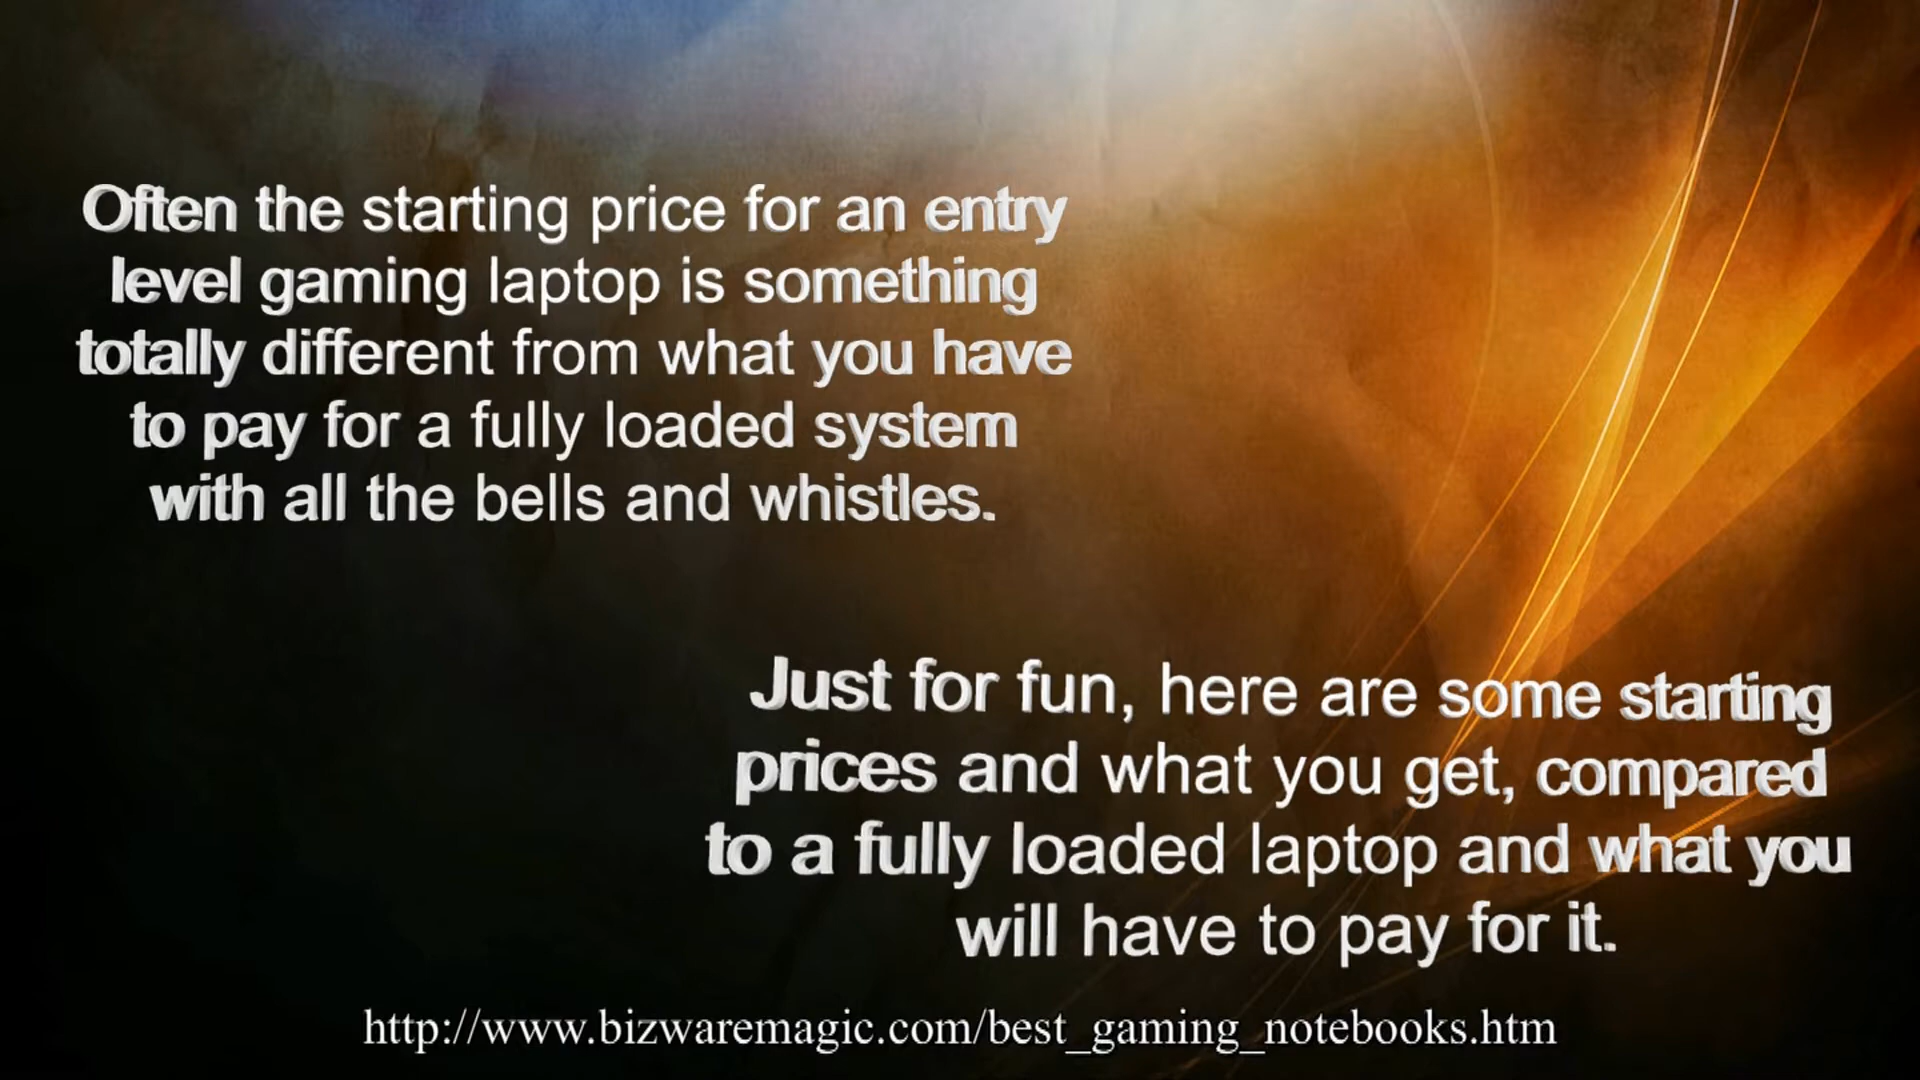 Often the starting price for an entry
level gaming laptop is something
totally different from what you have
to pay for a fully loaded system
with all the bells and whistles.
Just for fun, here are some starting
prices and what you get, compared
to a fully loaded laptop and what you
will have to pay for it.
http://www.bizwaremagic.com/best_gaming_notebooks.htm